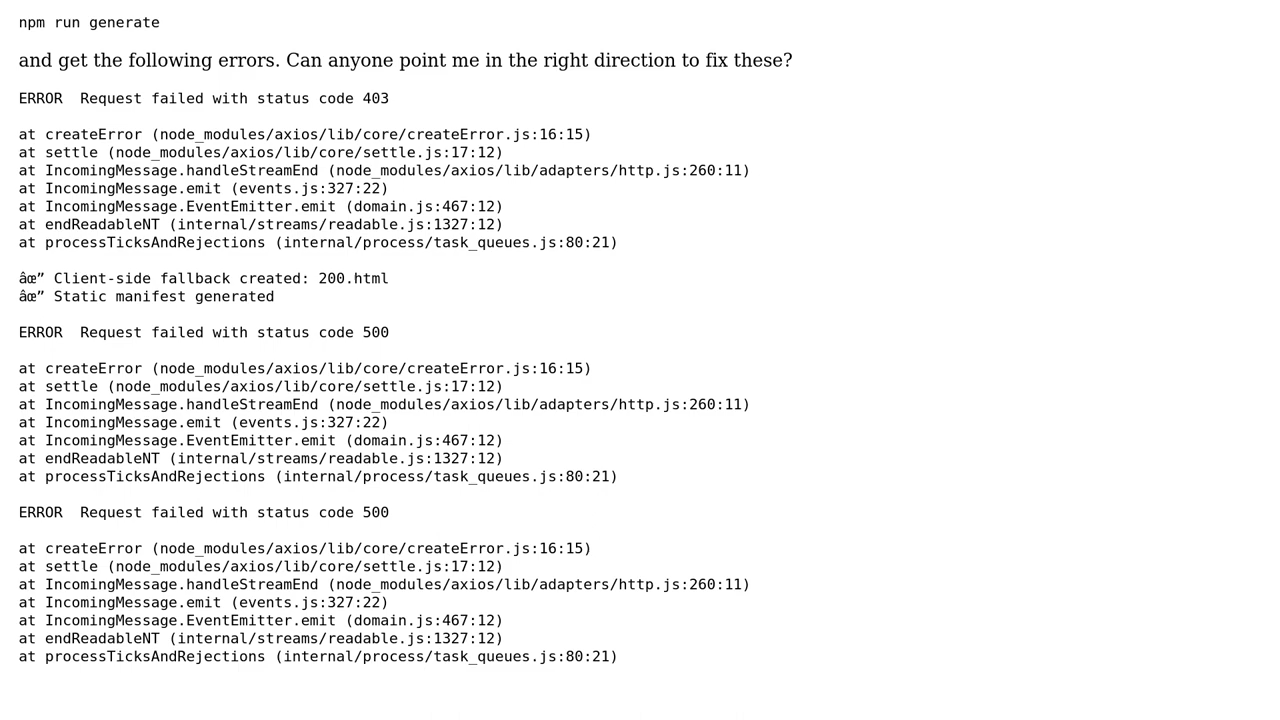 npm run generate
and get the following errors. Can anyone point me in the right direction to fix these?
ERROR  Request failed with status code 403
at createError (node_modules/axios/lib/core/createError.js:16:15)
at settle (node_modules/axios/lib/core/settle.js:17:12)
at IncomingMessage.handleStreamEnd (node_modules/axios/lib/adapters/http.js:260:11)
at IncomingMessage.emit (events.js:327:22)
at IncomingMessage.EventEmitter.emit (domain.js:467:12)
at endReadableNT (internal/streams/readable.js:1327:12)
at processTicksAndRejections (internal/process/task_queues.js:80:21)
âœ” Client-side fallback created: 200.html
âœ” Static manifest generated
ERROR  Request failed with status code 500
at createError (node_modules/axios/lib/core/createError.js:16:15)
at settle (node_modules/axios/lib/core/settle.js:17:12)
at IncomingMessage.handleStreamEnd (node_modules/axios/lib/adapters/http.js:260:11)
at IncomingMessage.emit (events.js:327:22)
at IncomingMessage.EventEmitter.emit (domain.js:467:12)
at endReadableNT (internal/streams/readable.js:1327:12)
at processTicksAndRejections (internal/process/task_queues.js:80:21)
ERROR  Request failed with status code 500
at createError (node_modules/axios/lib/core/createError.js:16:15)
at settle (node_modules/axios/lib/core/settle.js:17:12)
at IncomingMessage.handleStreamEnd (node_modules/axios/lib/adapters/http.js:260:11)
at IncomingMessage.emit (events.js:327:22)
at IncomingMessage.EventEmitter.emit (domain.js:467:12)
at endReadableNT (internal/streams/readable.js:1327:12)
at processTicksAndRejections (internal/process/task_queues.js:80:21)